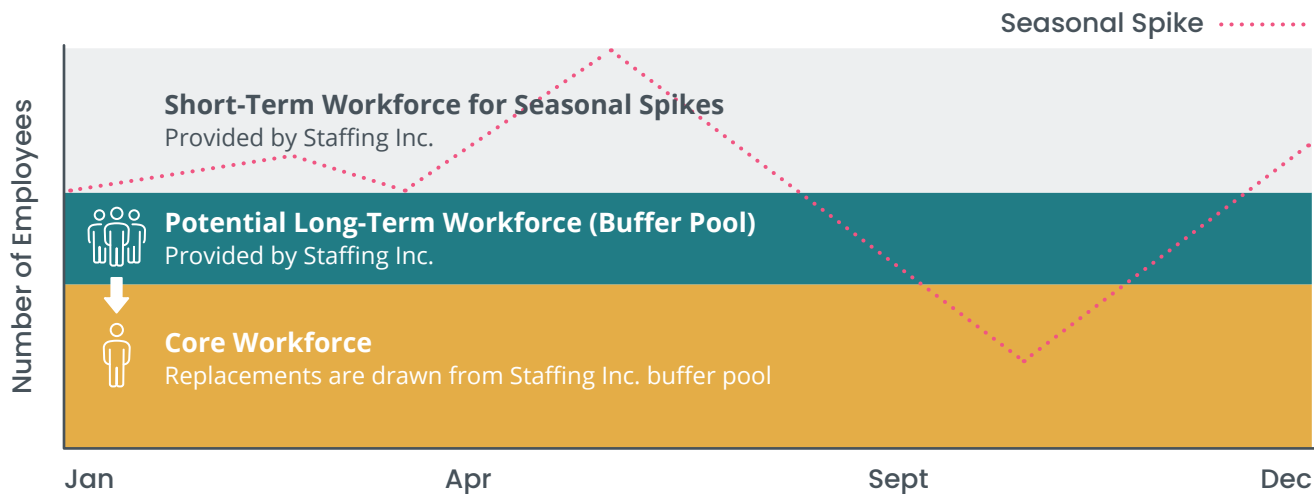 Seasonal Spike
Number of Employees
Short-Term Workforce for Seasonal Spikes
Provided by Staffing Inc.
Potential Long-Term Workforce (Buffer Pool)
Provided by Staffing Inc.
Core Workforce
Replacements are drawn from Staffing Inc. buffer pool
Jan
Apr
Sept
Dec